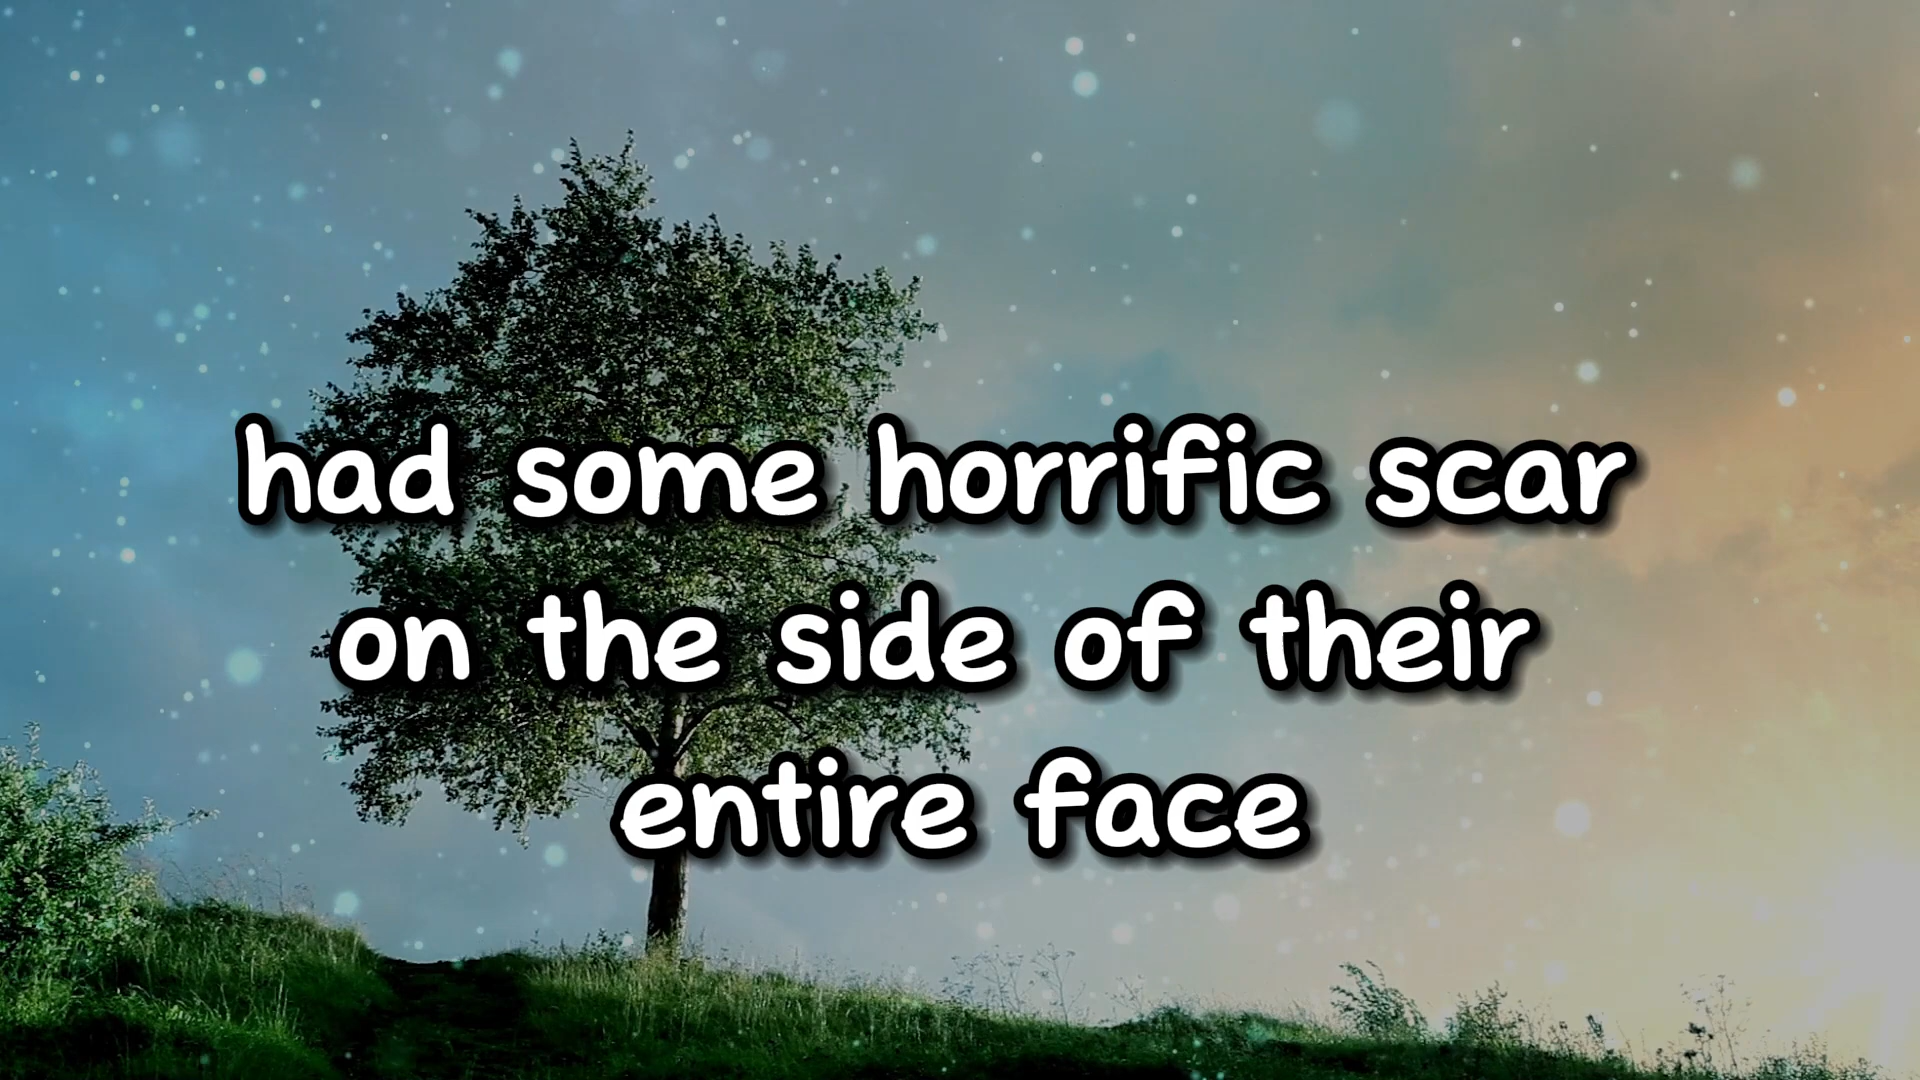 had some horrific scar
on the side of their
entire face